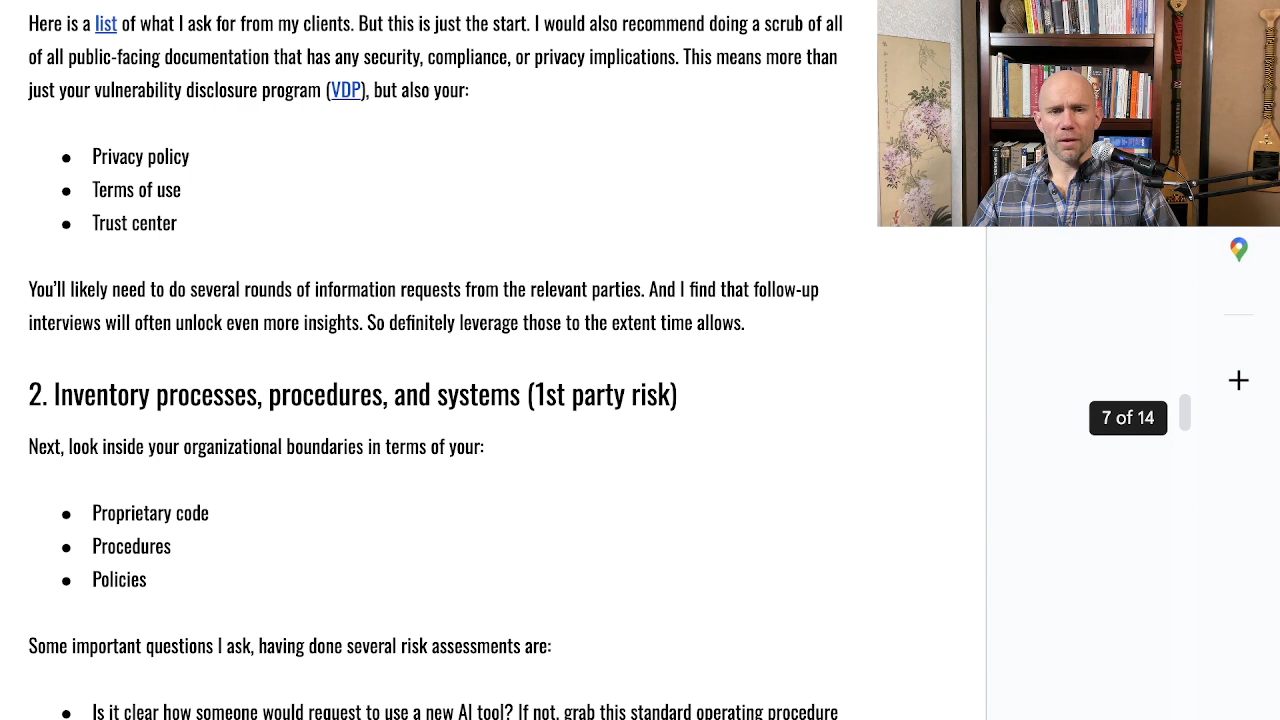 Here is a list of what I ask for from my clients. But this is just the start. I would also recommend doing a scrub of all
of all public-facing documentation that has any security, compliance, or privacy implications. This means more than
just your vulnerability disclosure program (VDP), but also your:
● Privacy policy
● Terms of use
● Trust center
You’ll likely need to do several rounds of information requests from the relevant parties. And I find that follow-up
interviews will often unlock even more insights. So definitely leverage those to the extent time allows.
2. Inventory processes, procedures, and systems (1st party risk)
7 of 14
Next, look inside your organizational boundaries in terms of your:
● Proprietary code
● Procedures
● Policies
Some important questions I ask, having done several risk assessments are:
● Is it clear how someone would request to use a new AI tool? If not, grab this standard operating procedure